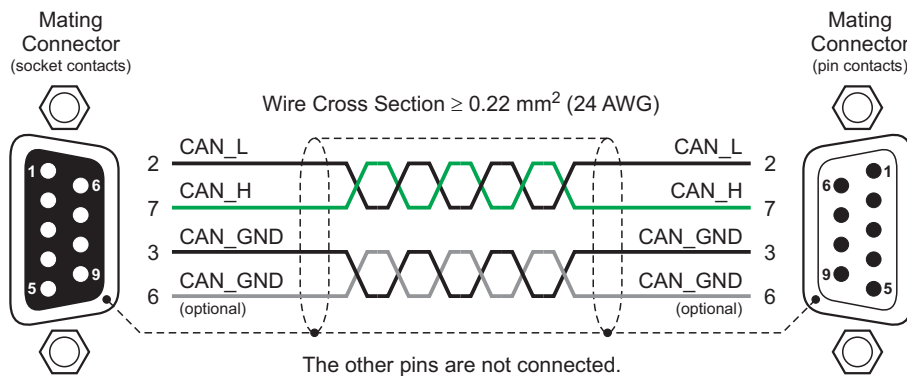 Mating
Connector
(socket contacts)
Mating
Connector
(pin contacts)
Wire Cross Section ≥ 0.22 mm² (24 AWG)
2 CAN_L CAN_L 2
7 CAN_H CAN_H 7
3 CAN_GND CAN_GND 3
6 CAN_GND CAN_GND 6
(optional) (optional)
1
6
9
5
1
6
9
5
The other pins are not connected.